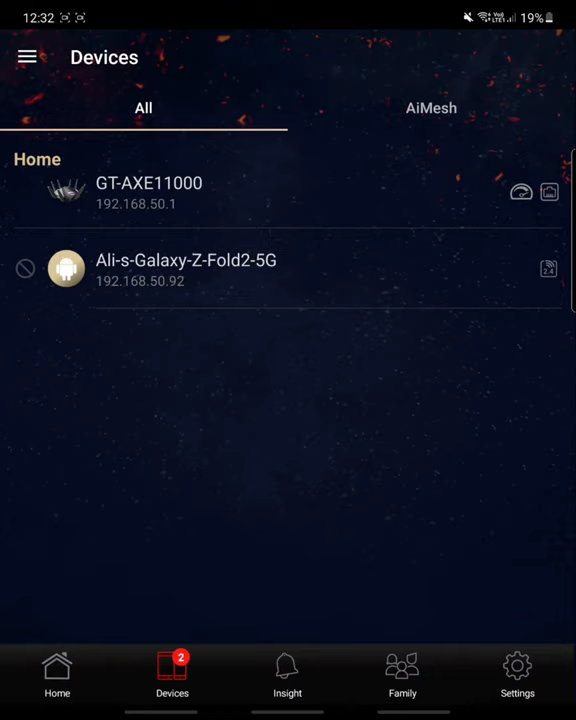 12:32
19%
Devices
All
AiMesh
Home
GT-AXE11000
192.168.50.1
Ali-s-Galaxy-Z-Fold2-5G
192.168.50.92
2.4
2
Home
Devices
Insight
Family
Settings